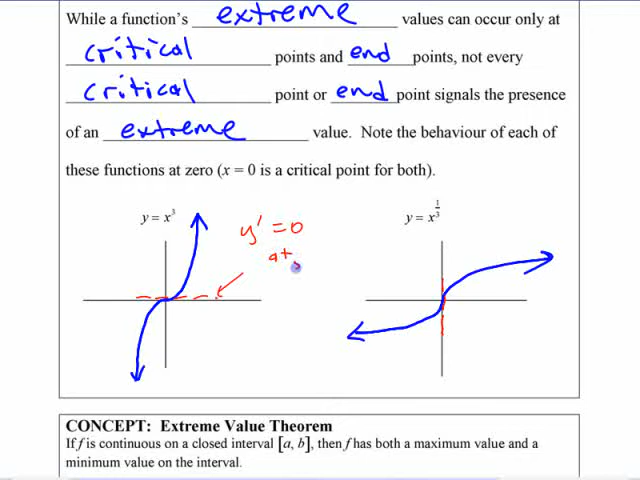 While a function's extreme values can occur only at
critical points and end points, not every
critical point or end point signals the presence
of an extreme value. Note the behaviour of each of
these functions at zero (x = 0 is a critical point for both).
y = x³
y = x^{1/3}
y' = 0
at
CONCEPT: Extreme Value Theorem
If f is continuous on a closed interval [a, b], then f has both a maximum value and a
minimum value on the interval.